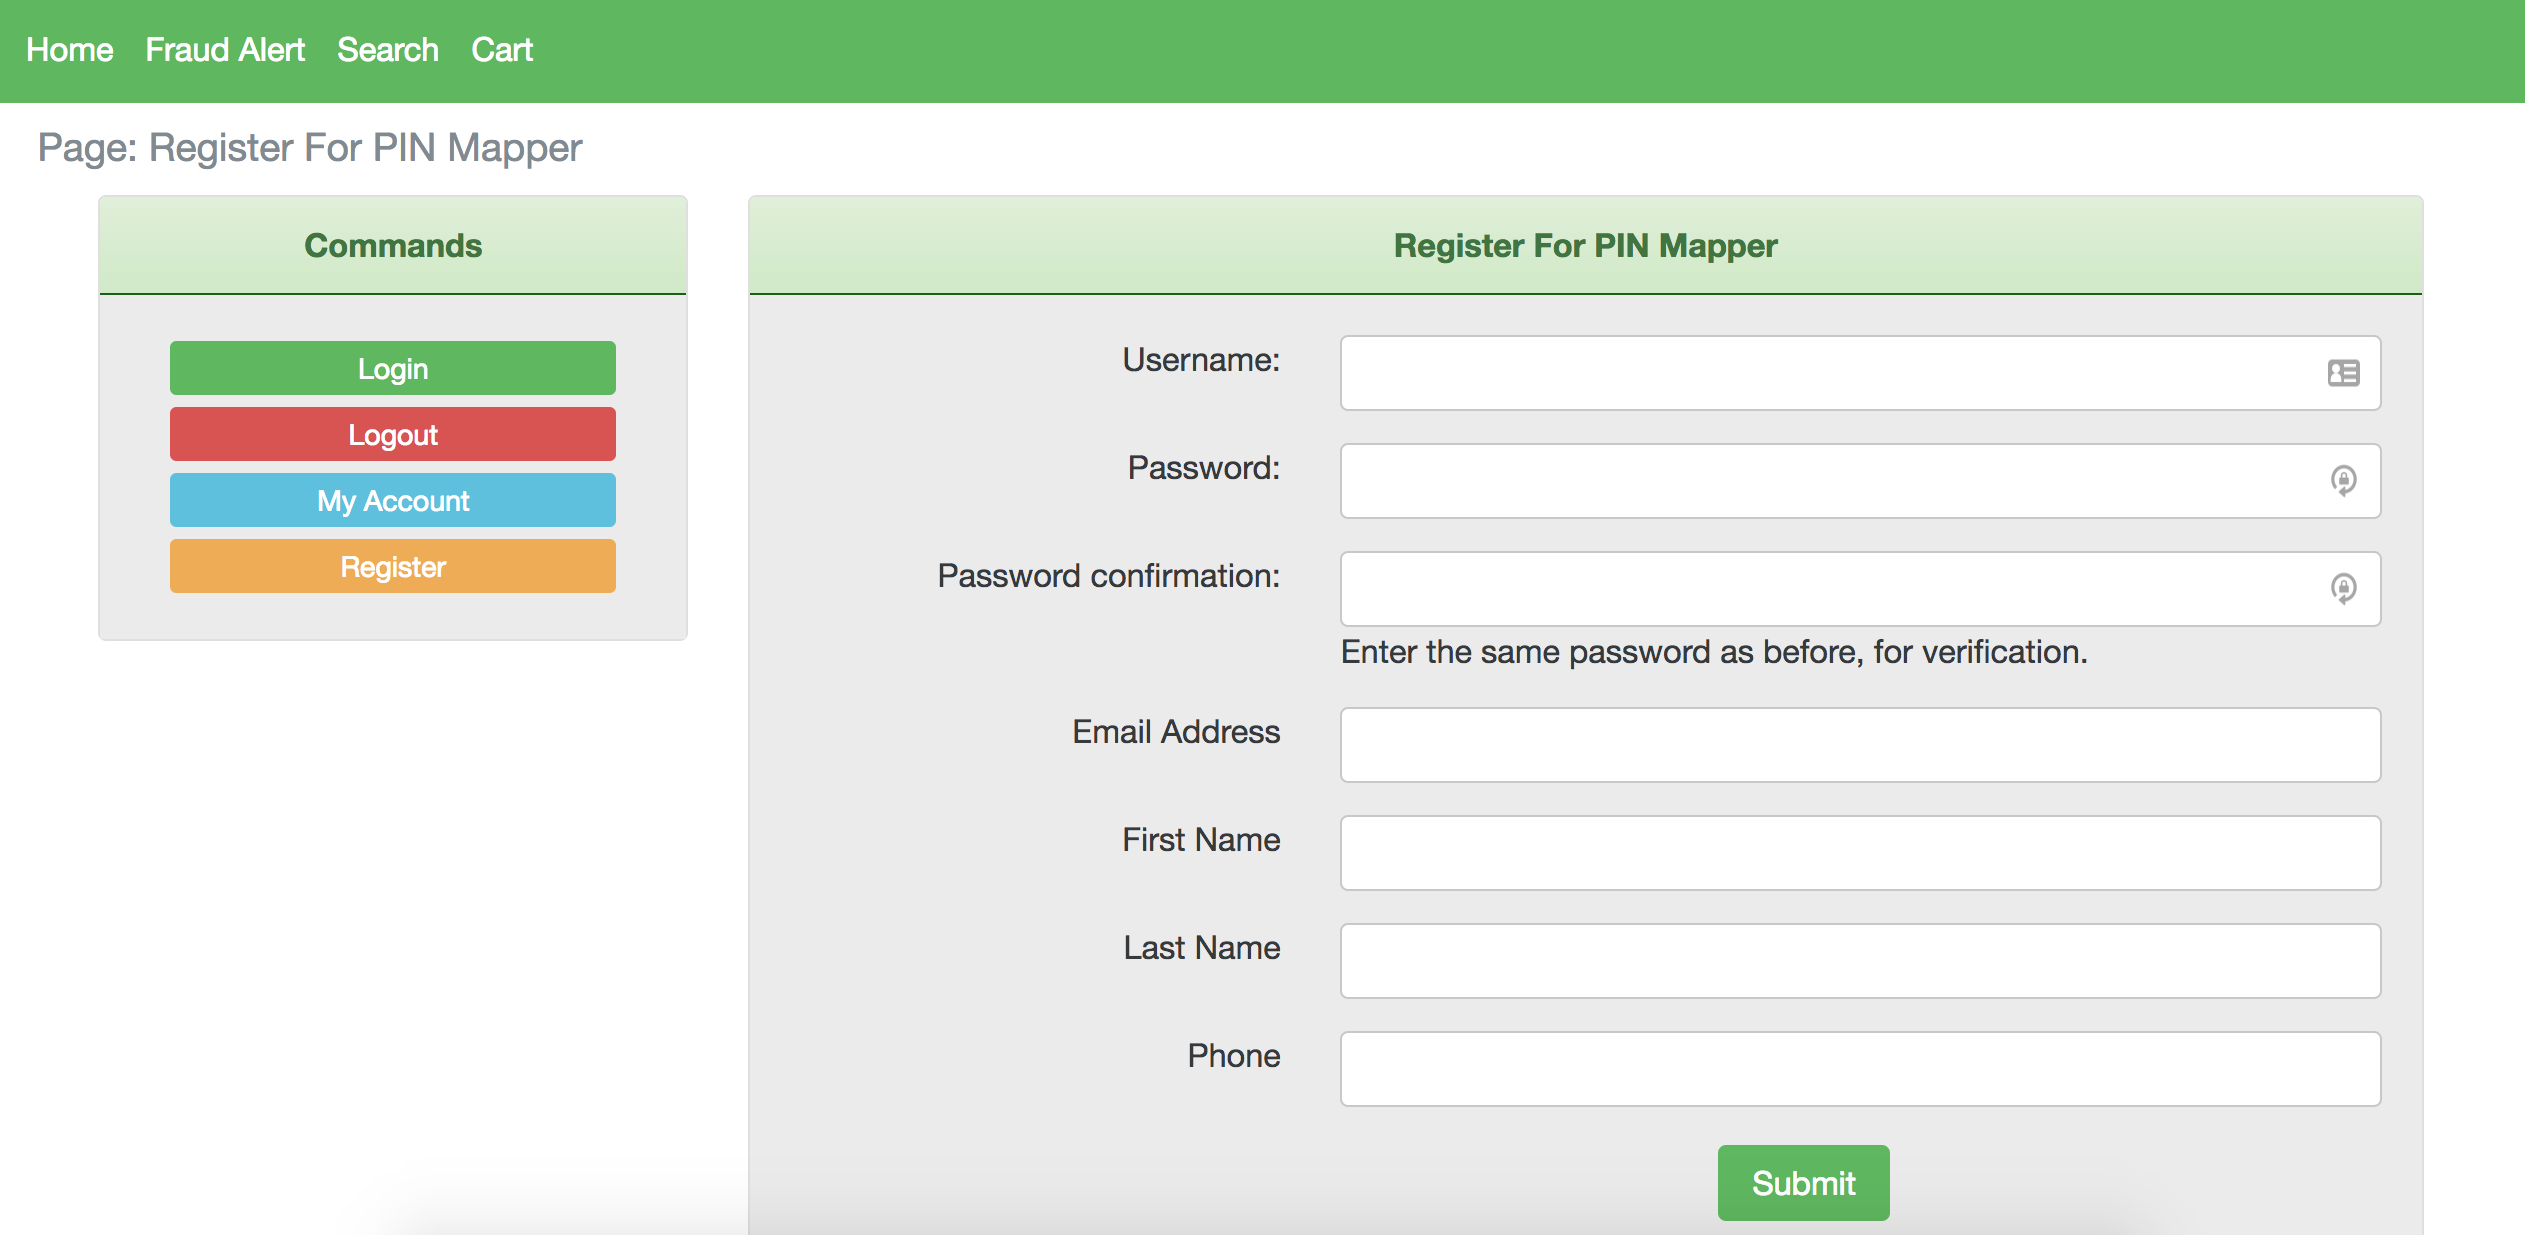 Home Fraud Alert Search Cart
Page: Register For PIN Mapper
Commands
Login
Logout
My Account
Register
Register For PIN Mapper
Username:
Password:
Password confirmation:
Enter the same password as before, for verification.
Email Address
First Name
Last Name
Phone
Submit